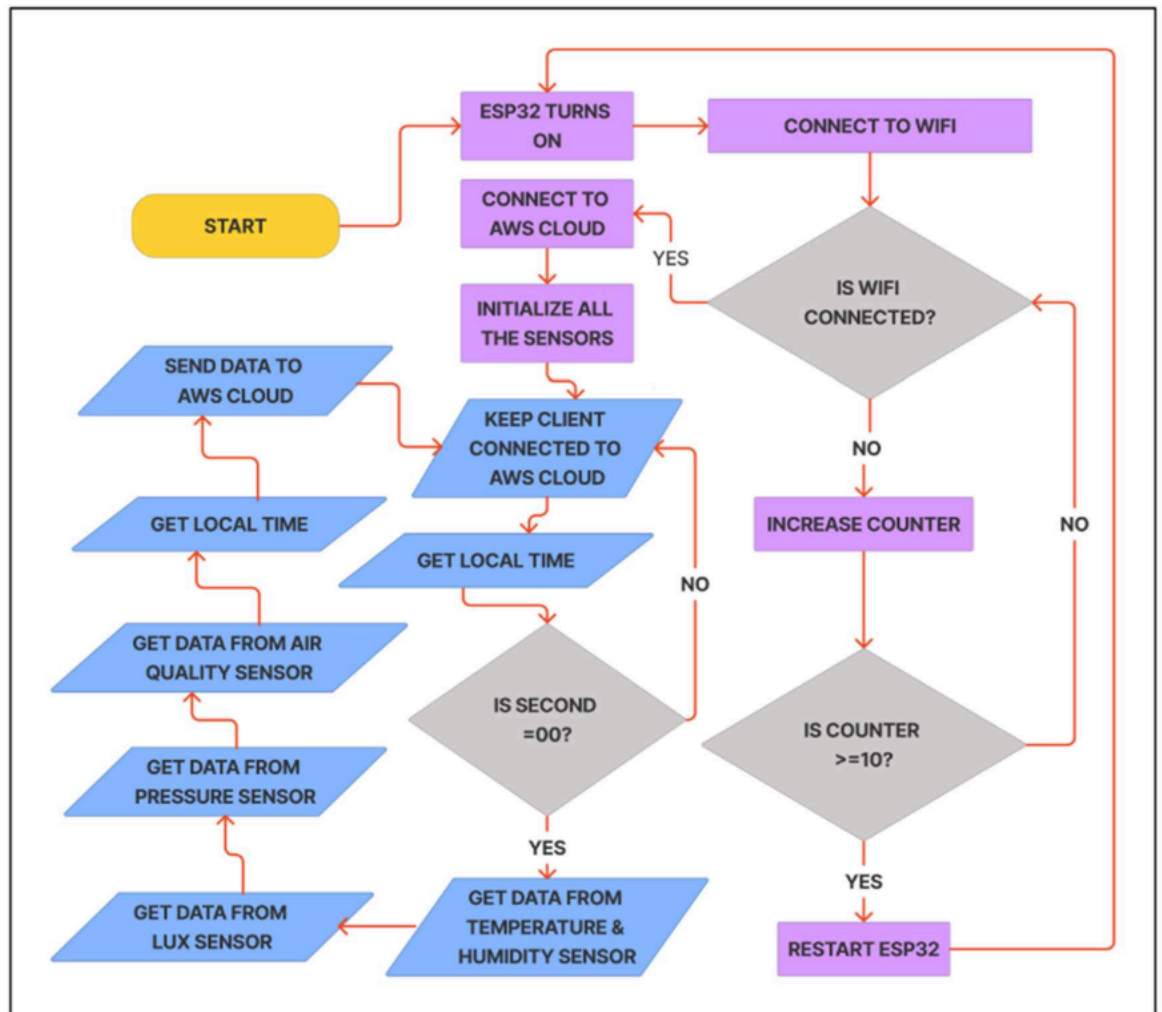 ESP32 TURNS
ON
CONNECT TO WIFI
START
CONNECT TO
AWS CLOUD
YES
IS WIFI
CONNECTED?
INITIALIZE ALL
THE SENSORS
SEND DATA TO
AWS CLOUD
KEEP CLIENT
CONNECTED TO
AWS CLOUD
NO
GET LOCAL TIME
INCREASE COUNTER
NO
GET LOCAL TIME
NO
GET DATA FROM AIR
QUALITY SENSOR
IS SECOND
=00?
IS COUNTER
>=10?
GET DATA FROM
PRESSURE SENSOR
YES
YES
GET DATA FROM
LUX SENSOR
GET DATA FROM
TEMPERATURE &
HUMIDITY SENSOR
RESTART ESP32